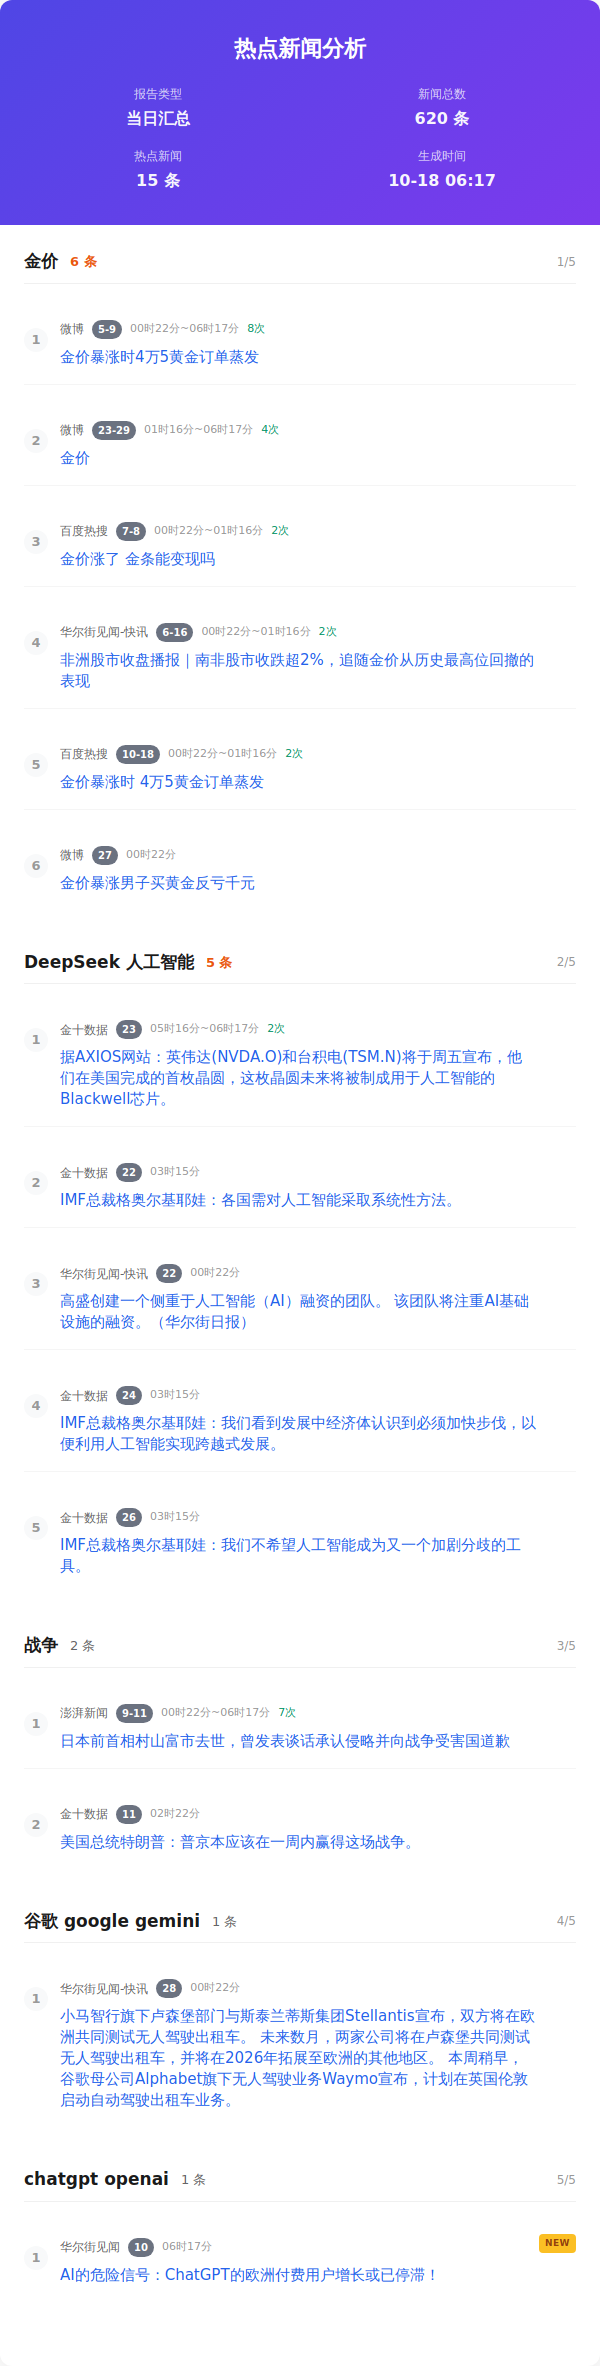 热点新闻分析
报告类型
当日汇总
新闻总数
620 条
热点新闻
15 条
生成时间
10-18 06:17
金价 6 条 1/5
1
微博 5-9 00时22分~06时17分 8次
金价暴涨时4万5黄金订单蒸发
2
微博 23-29 01时16分~06时17分 4次
金价
3
百度热搜 7-8 00时22分~01时16分 2次
金价涨了 金条能变现吗
4
华尔街见闻-快讯 6-16 00时22分~01时16分 2次
非洲股市收盘播报｜南非股市收跌超2%，追随金价从历史最高位回撤的
表现
5
百度热搜 10-18 00时22分~01时16分 2次
金价暴涨时 4万5黄金订单蒸发
6
微博 27 00时22分
金价暴涨男子买黄金反亏千元
DeepSeek 人工智能 5 条 2/5
1
金十数据 23 05时16分~06时17分 2次
据AXIOS网站：英伟达(NVDA.O)和台积电(TSM.N)将于周五宣布，他
们在美国完成的首枚晶圆，这枚晶圆未来将被制成用于人工智能的
Blackwell芯片。
2
金十数据 22 03时15分
IMF总裁格奥尔基耶娃：各国需对人工智能采取系统性方法。
3
华尔街见闻-快讯 22 00时22分
高盛创建一个侧重于人工智能（AI）融资的团队。 该团队将注重AI基础
设施的融资。（华尔街日报）
4
金十数据 24 03时15分
IMF总裁格奥尔基耶娃：我们看到发展中经济体认识到必须加快步伐，以
便利用人工智能实现跨越式发展。
5
金十数据 26 03时15分
IMF总裁格奥尔基耶娃：我们不希望人工智能成为又一个加剧分歧的工
具。
战争 2 条 3/5
1
澎湃新闻 9-11 00时22分~06时17分 7次
日本前首相村山富市去世，曾发表谈话承认侵略并向战争受害国道歉
2
金十数据 11 02时22分
美国总统特朗普：普京本应该在一周内赢得这场战争。
谷歌 google gemini 1 条 4/5
1
华尔街见闻-快讯 28 00时22分
小马智行旗下卢森堡部门与斯泰兰蒂斯集团Stellantis宣布，双方将在欧
洲共同测试无人驾驶出租车。 未来数月，两家公司将在卢森堡共同测试
无人驾驶出租车，并将在2026年拓展至欧洲的其他地区。 本周稍早，
谷歌母公司Alphabet旗下无人驾驶业务Waymo宣布，计划在英国伦敦
启动自动驾驶出租车业务。
chatgpt openai 1 条 5/5
1
华尔街见闻 10 06时17分 NEW
AI的危险信号：ChatGPT的欧洲付费用户增长或已停滞！